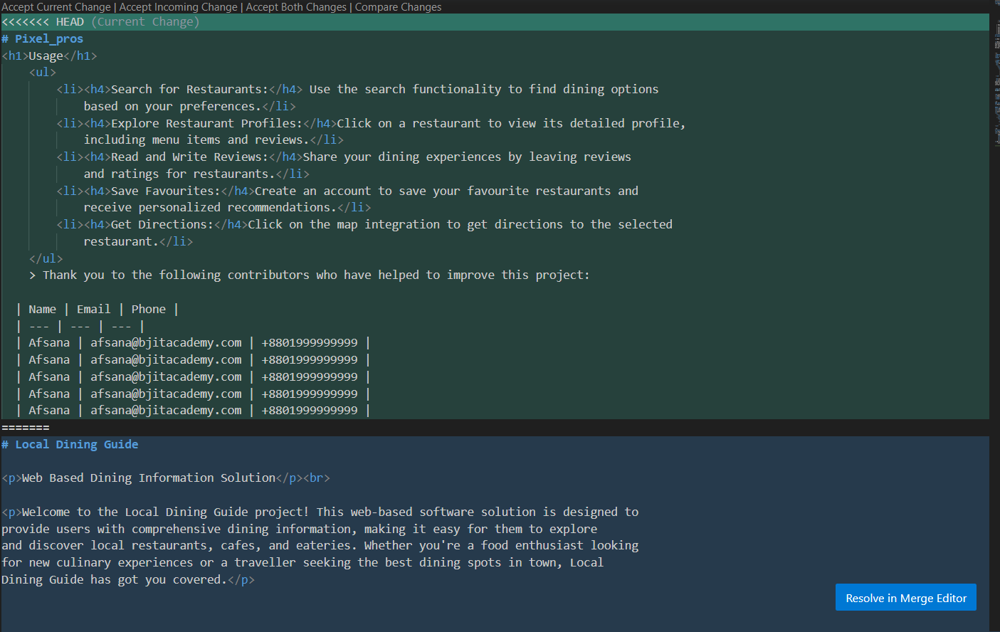 Accept Current Change | Accept Incoming Change | Accept Both Changes | Compare Changes
<<<<<<< HEAD (Current Change)
# Pixel_pros
<h1>Usage</h1>
    <ul>
        <li><h4>Search for Restaurants:</h4> Use the search functionality to find dining options
            based on your preferences.</li>
        <li><h4>Explore Restaurant Profiles:</h4>Click on a restaurant to view its detailed profile,
            including menu items and reviews.</li>
        <li><h4>Read and Write Reviews:</h4>Share your dining experiences by leaving reviews
            and ratings for restaurants.</li>
        <li><h4>Save Favourites:</h4>Create an account to save your favourite restaurants and
            receive personalized recommendations.</li>
        <li><h4>Get Directions:</h4>Click on the map integration to get directions to the selected
            restaurant.</li>
    </ul>
    > Thank you to the following contributors who have helped to improve this project:

  | Name | Email | Phone |
  | --- | --- | --- |
  | Afsana | afsana@bjitacademy.com | +8801999999999 |
  | Afsana | afsana@bjitacademy.com | +8801999999999 |
  | Afsana | afsana@bjitacademy.com | +8801999999999 |
  | Afsana | afsana@bjitacademy.com | +8801999999999 |
  | Afsana | afsana@bjitacademy.com | +8801999999999 |
=======
# Local Dining Guide

<p>Web Based Dining Information Solution</p><br>

<p>Welcome to the Local Dining Guide project! This web-based software solution is designed to
provide users with comprehensive dining information, making it easy for them to explore
and discover local restaurants, cafes, and eateries. Whether you're a food enthusiast looking
for new culinary experiences or a traveller seeking the best dining spots in town, Local
Dining Guide has got you covered.</p>
Resolve in Merge Editor